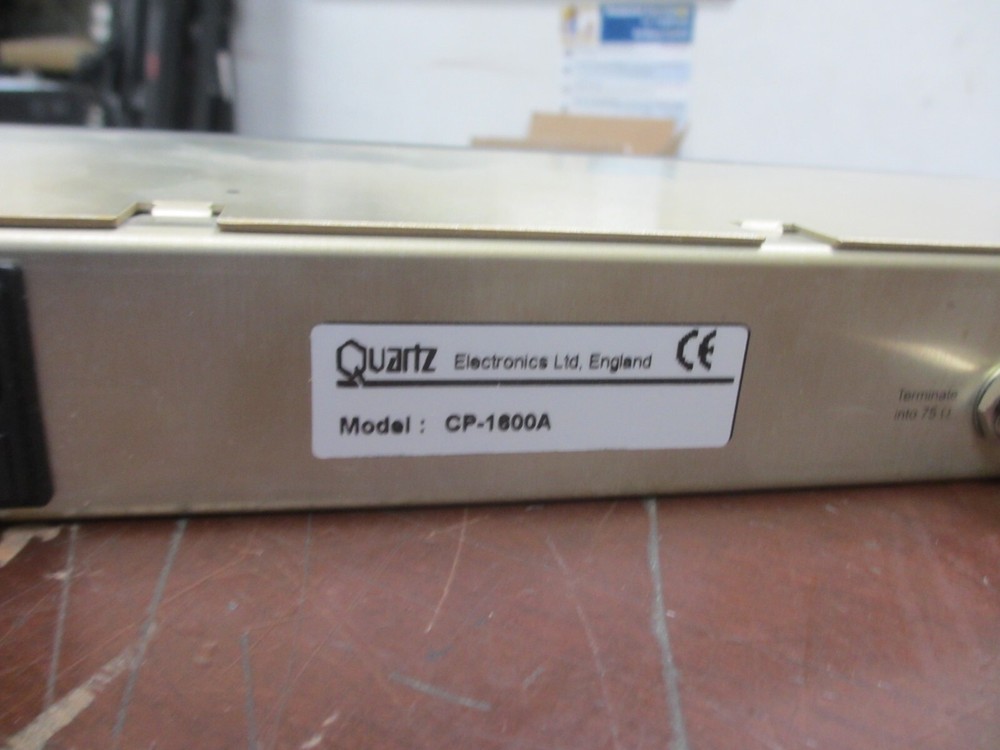 Quartz Electronics Ltd, England CE
Model : CP-1600A
Terminate
into 75 Ω